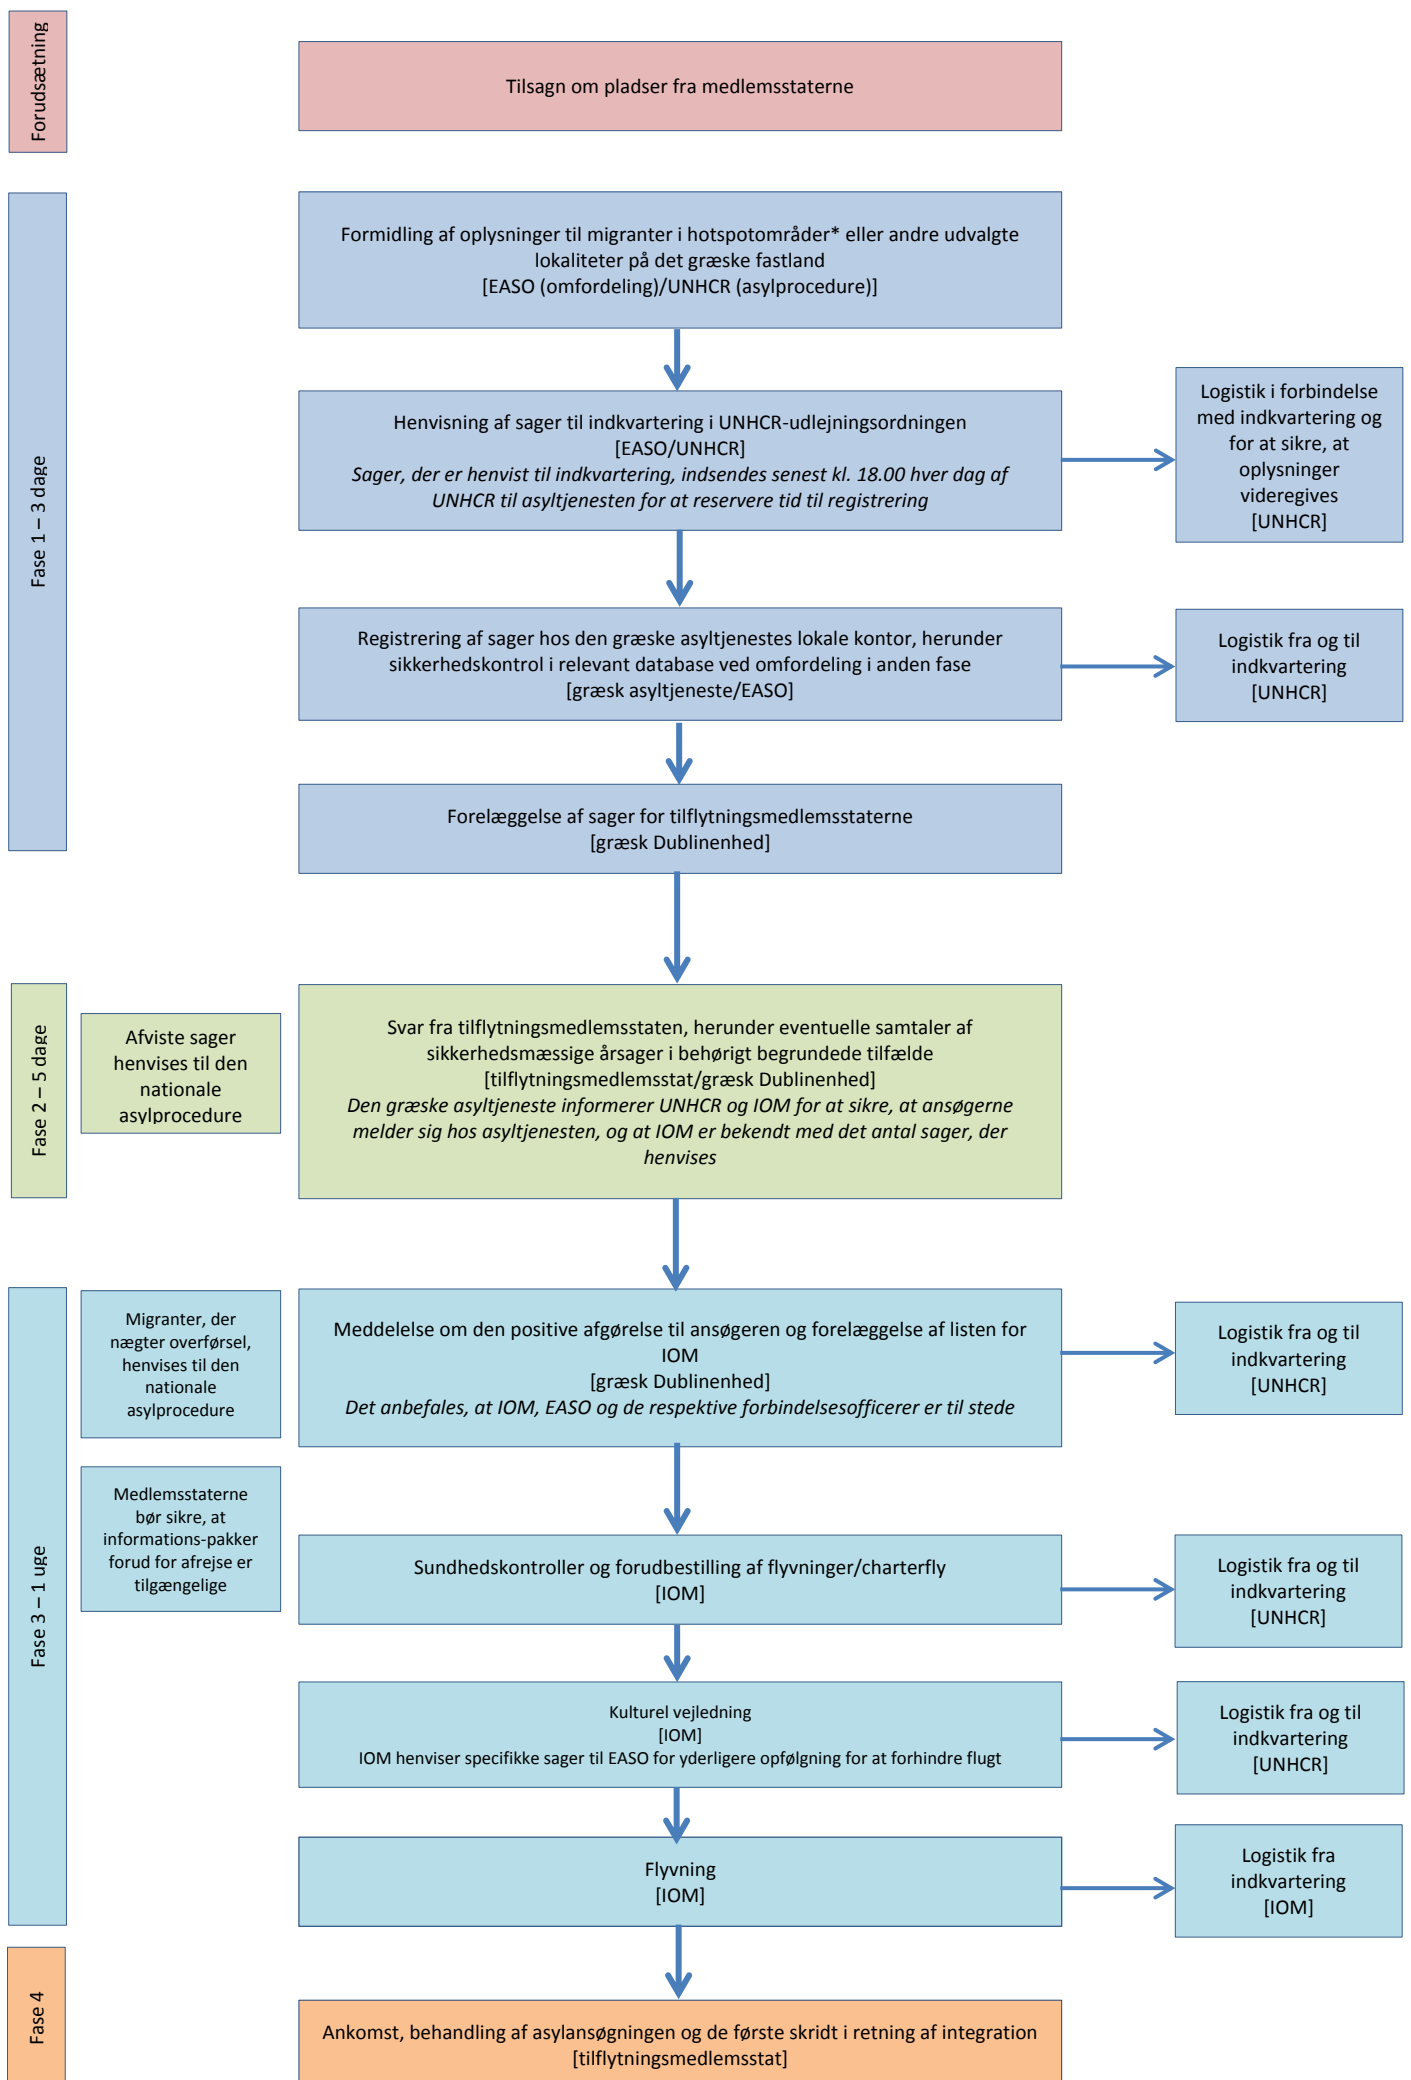 Forudsætning
Tilsagn om pladser fra medlemsstaterne
Fase 1 – 3 dage
Formidling af oplysninger til migranter i hotspotområder* eller andre udvalgte
lokaliteter på det græske fastland
[EASO (omfordeling)/UNHCR (asylprocedure)]
Henvisning af sager til indkvartering i UNHCR-udlejningsordningen
[EASO/UNHCR]
Sager, der er henvist til indkvartering, indsendes senest kl. 18.00 hver dag af
UNHCR til asyltjenesten for at reservere tid til registrering
Logistik i forbindelse
med indkvartering og
for at sikre, at
oplysninger
videregives
[UNHCR]
Registrering af sager hos den græske asyltjenestes lokale kontor, herunder
sikkerhedskontrol i relevant database ved omfordeling i anden fase
[græsk asyltjeneste/EASO]
Logistik fra og til
indkvartering
[UNHCR]
Forelæggelse af sager for tilflytningsmedlemsstaterne
[græsk Dublinenhed]
Fase 2 – 5 dage
Afviste sager
henvises til den
nationale
asylprocedure
Svar fra tilflytningsmedlemsstaten, herunder eventuelle samtaler af
sikkerhedsmæssige årsager i behørigt begrundede tilfælde
[tilflytningsmedlemsstat/græsk Dublinenhed]
Den græske asyltjeneste informerer UNHCR og IOM for at sikre, at ansøgerne
melder sig hos asyltjenesten, og at IOM er bekendt med det antal sager, der
henvises
Fase 3 – 1 uge
Migranter, der
nægter overførsel,
henvises til den
nationale
asylprocedure
Meddelelse om den positive afgørelse til ansøgeren og forelæggelse af listen for
IOM
[græsk Dublinenhed]
Det anbefales, at IOM, EASO og de respektive forbindelsesofficerer er til stede
Logistik fra og til
indkvartering
[UNHCR]
Medlemsstaterne
bør sikre, at
informations-pakker
forud for afrejse er
tilgængelige
Sundhedskontroller og forudbestilling af flyvninger/charterfly
[IOM]
Logistik fra og til
indkvartering
[UNHCR]
Kulturel vejledning
[IOM]
IOM henviser specifikke sager til EASO for yderligere opfølgning for at forhindre flugt
Logistik fra og til
indkvartering
[UNHCR]
Flyvning
[IOM]
Logistik fra
indkvartering
[IOM]
Fase 4
Ankomst, behandling af asylansøgningen og de første skridt i retning af integration
[tilflytningsmedlemsstat]